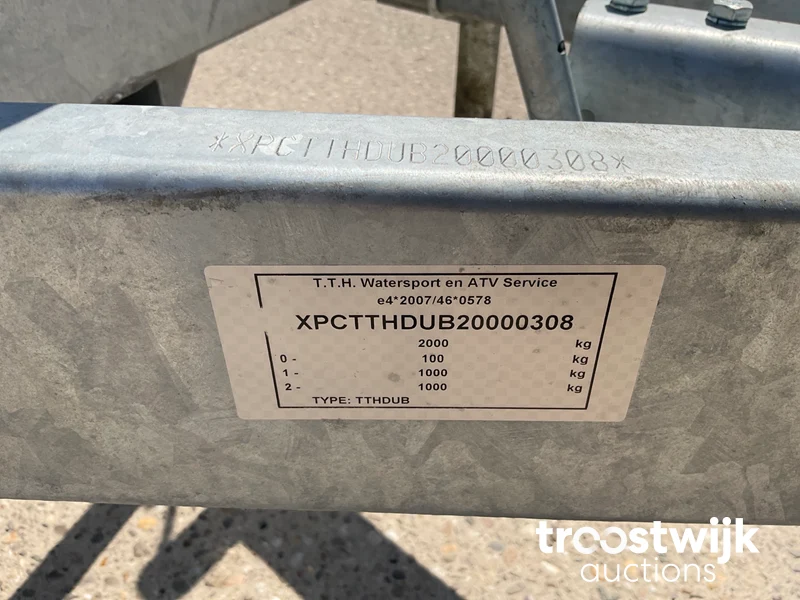 *XPCTTHDUB20000308*
T.T.H. Watersport en ATV Service
e4*2007/46*0578
XPCTTHDUB20000308
2000 kg
0 - 100 kg
1 - 1000 kg
2 - 1000 kg
TYPE: TTHDUB
troostwijk
auctions